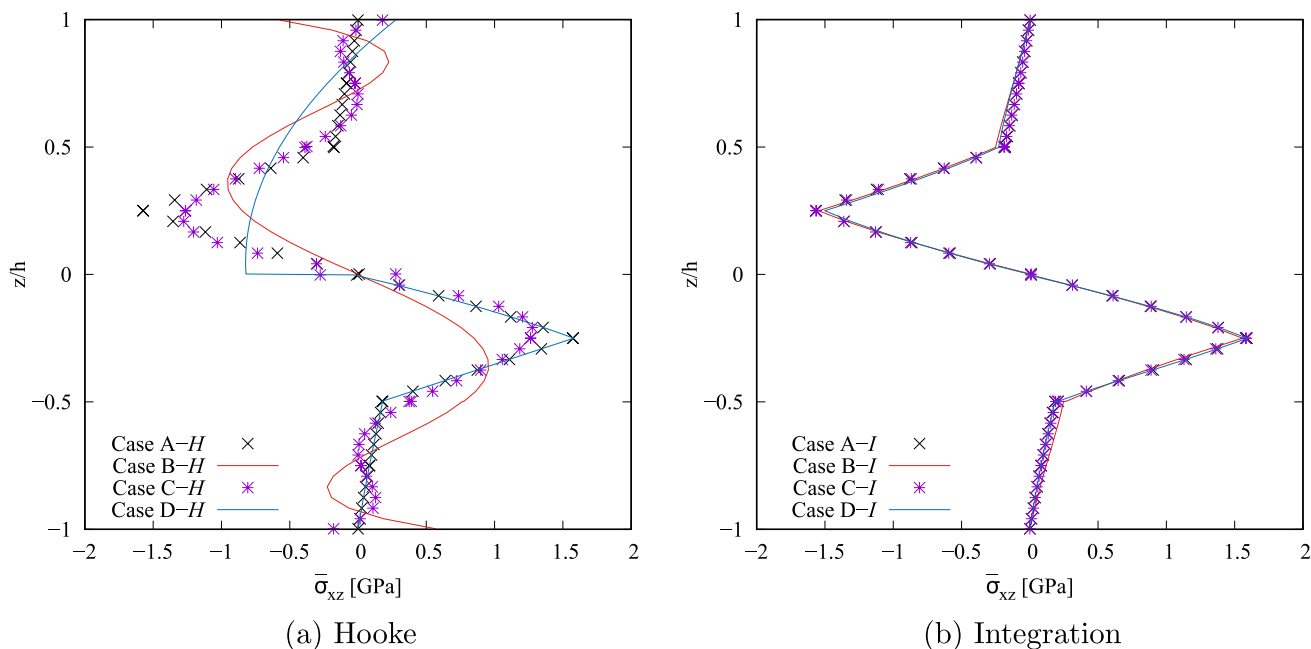 1
0.5
0
−0.5
−1
z/h
−2 −1.5 −1 −0.5 0 0.5 1 1.5 2
σ̅xz [GPa]
Case A−H
Case B−H
Case C−H
Case D−H
(a) Hooke
1
0.5
0
−0.5
−1
z/h
−2 −1.5 −1 −0.5 0 0.5 1 1.5 2
σ̅xz [GPa]
Case A−I
Case B−I
Case C−I
Case D−I
(b) Integration